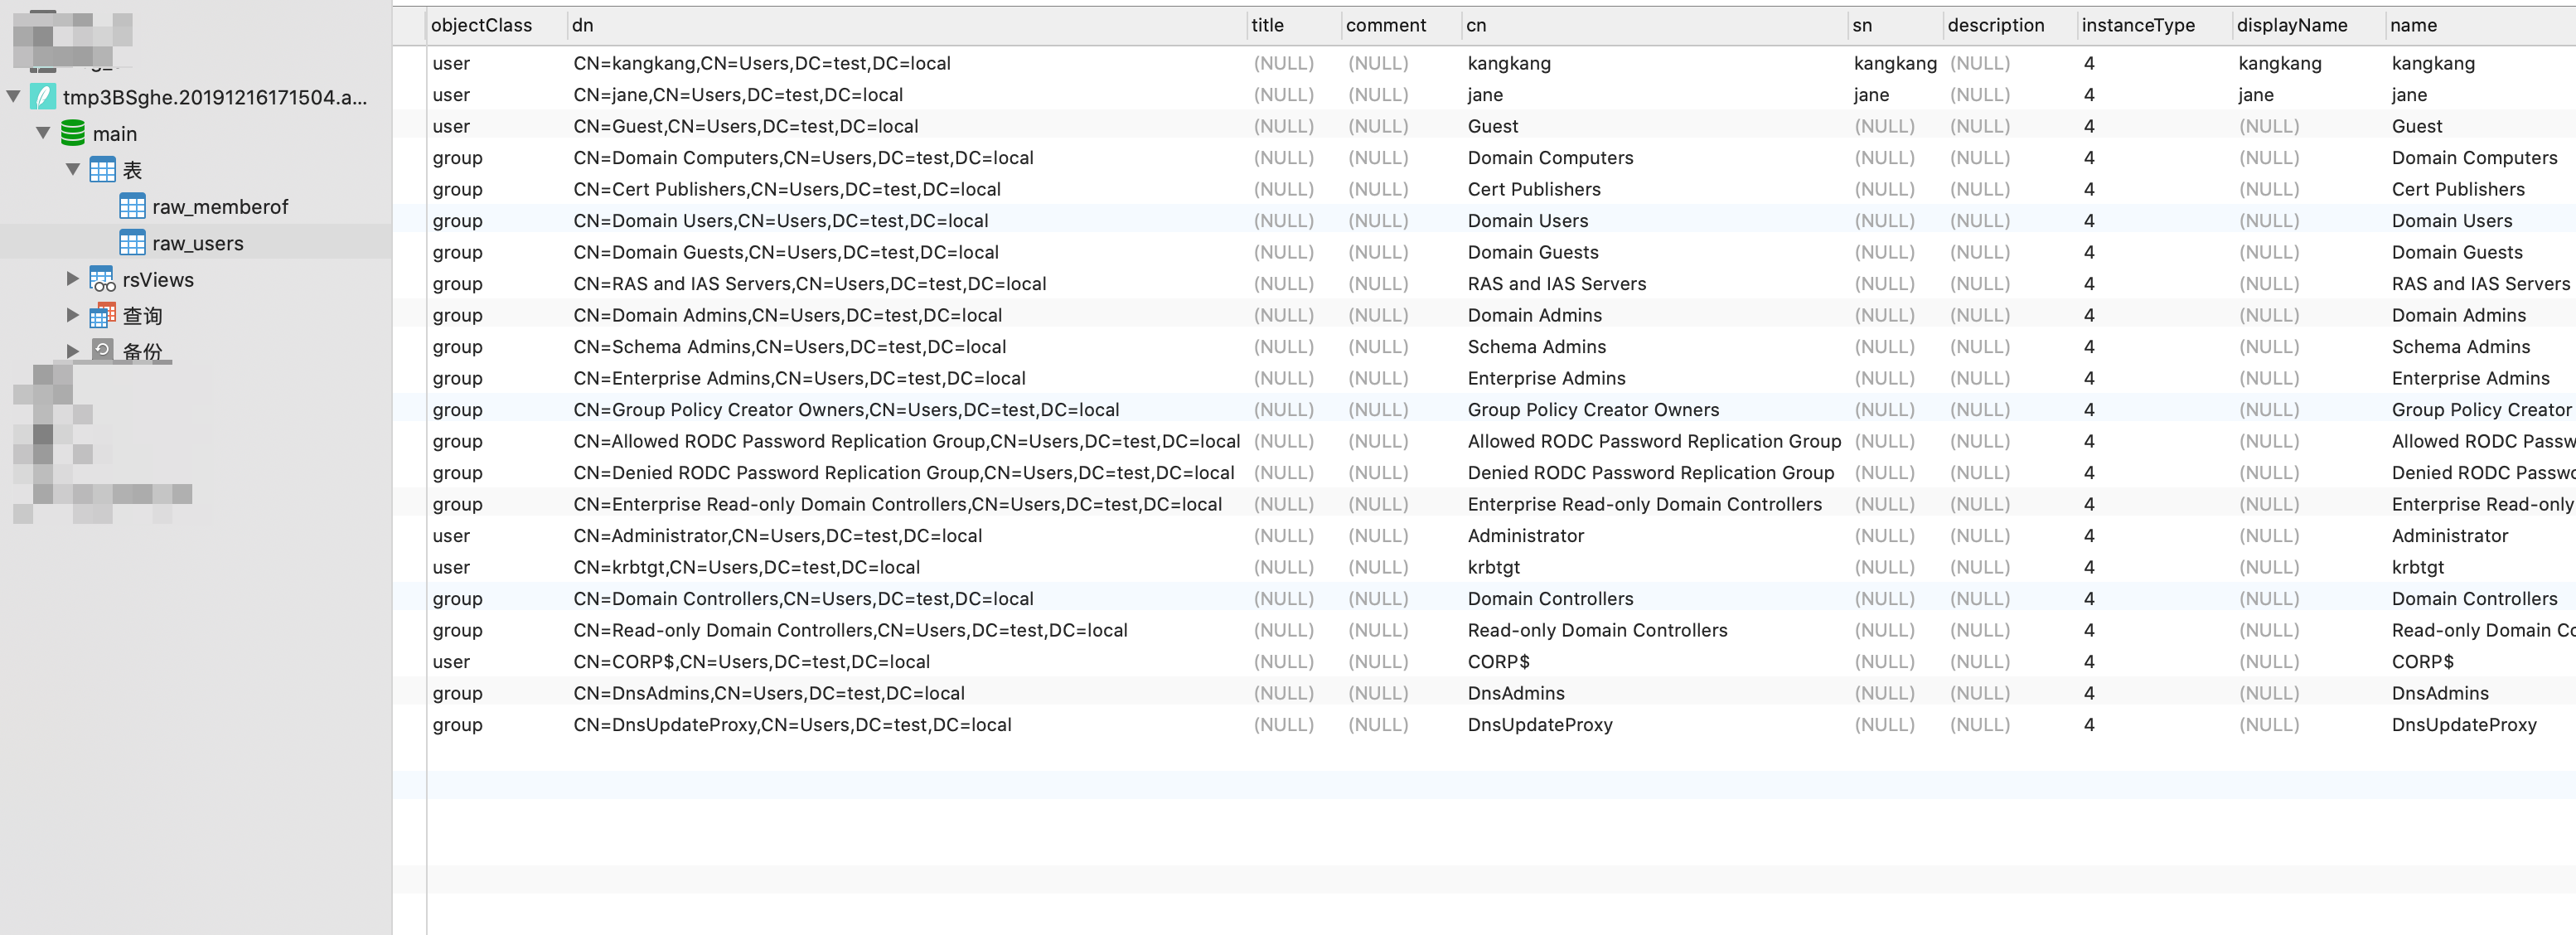 tmp3BSghe.20191216171504.a...
main
表
raw_memberof
raw_users
rsViews
查询
备份
objectClass dn title comment cn sn description instanceType displayName name
user CN=kangkang,CN=Users,DC=test,DC=local (NULL) (NULL) kangkang kangkang (NULL) 4 kangkang kangkang
user CN=jane,CN=Users,DC=test,DC=local (NULL) (NULL) jane jane (NULL) 4 jane jane
user CN=Guest,CN=Users,DC=test,DC=local (NULL) (NULL) Guest (NULL) (NULL) 4 (NULL) Guest
group CN=Domain Computers,CN=Users,DC=test,DC=local (NULL) (NULL) Domain Computers (NULL) (NULL) 4 (NULL) Domain Computers
group CN=Cert Publishers,CN=Users,DC=test,DC=local (NULL) (NULL) Cert Publishers (NULL) (NULL) 4 (NULL) Cert Publishers
group CN=Domain Users,CN=Users,DC=test,DC=local (NULL) (NULL) Domain Users (NULL) (NULL) 4 (NULL) Domain Users
group CN=Domain Guests,CN=Users,DC=test,DC=local (NULL) (NULL) Domain Guests (NULL) (NULL) 4 (NULL) Domain Guests
group CN=RAS and IAS Servers,CN=Users,DC=test,DC=local (NULL) (NULL) RAS and IAS Servers (NULL) (NULL) 4 (NULL) RAS and IAS Servers
group CN=Domain Admins,CN=Users,DC=test,DC=local (NULL) (NULL) Domain Admins (NULL) (NULL) 4 (NULL) Domain Admins
group CN=Schema Admins,CN=Users,DC=test,DC=local (NULL) (NULL) Schema Admins (NULL) (NULL) 4 (NULL) Schema Admins
group CN=Enterprise Admins,CN=Users,DC=test,DC=local (NULL) (NULL) Enterprise Admins (NULL) (NULL) 4 (NULL) Enterprise Admins
group CN=Group Policy Creator Owners,CN=Users,DC=test,DC=local (NULL) (NULL) Group Policy Creator Owners (NULL) (NULL) 4 (NULL) Group Policy Creator
group CN=Allowed RODC Password Replication Group,CN=Users,DC=test,DC=local (NULL) (NULL) Allowed RODC Password Replication Group (NULL) (NULL) 4 (NULL) Allowed RODC Passw
group CN=Denied RODC Password Replication Group,CN=Users,DC=test,DC=local (NULL) (NULL) Denied RODC Password Replication Group (NULL) (NULL) 4 (NULL) Denied RODC Passwo
group CN=Enterprise Read-only Domain Controllers,CN=Users,DC=test,DC=local (NULL) (NULL) Enterprise Read-only Domain Controllers (NULL) (NULL) 4 (NULL) Enterprise Read-only
user CN=Administrator,CN=Users,DC=test,DC=local (NULL) (NULL) Administrator (NULL) (NULL) 4 (NULL) Administrator
user CN=krbtgt,CN=Users,DC=test,DC=local (NULL) (NULL) krbtgt (NULL) (NULL) 4 (NULL) krbtgt
group CN=Domain Controllers,CN=Users,DC=test,DC=local (NULL) (NULL) Domain Controllers (NULL) (NULL) 4 (NULL) Domain Controllers
group CN=Read-only Domain Controllers,CN=Users,DC=test,DC=local (NULL) (NULL) Read-only Domain Controllers (NULL) (NULL) 4 (NULL) Read-only Domain Co
user CN=CORP$,CN=Users,DC=test,DC=local (NULL) (NULL) CORP$ (NULL) (NULL) 4 (NULL) CORP$
group CN=DnsAdmins,CN=Users,DC=test,DC=local (NULL) (NULL) DnsAdmins (NULL) (NULL) 4 (NULL) DnsAdmins
group CN=DnsUpdateProxy,CN=Users,DC=test,DC=local (NULL) (NULL) DnsUpdateProxy (NULL) (NULL) 4 (NULL) DnsUpdateProxy